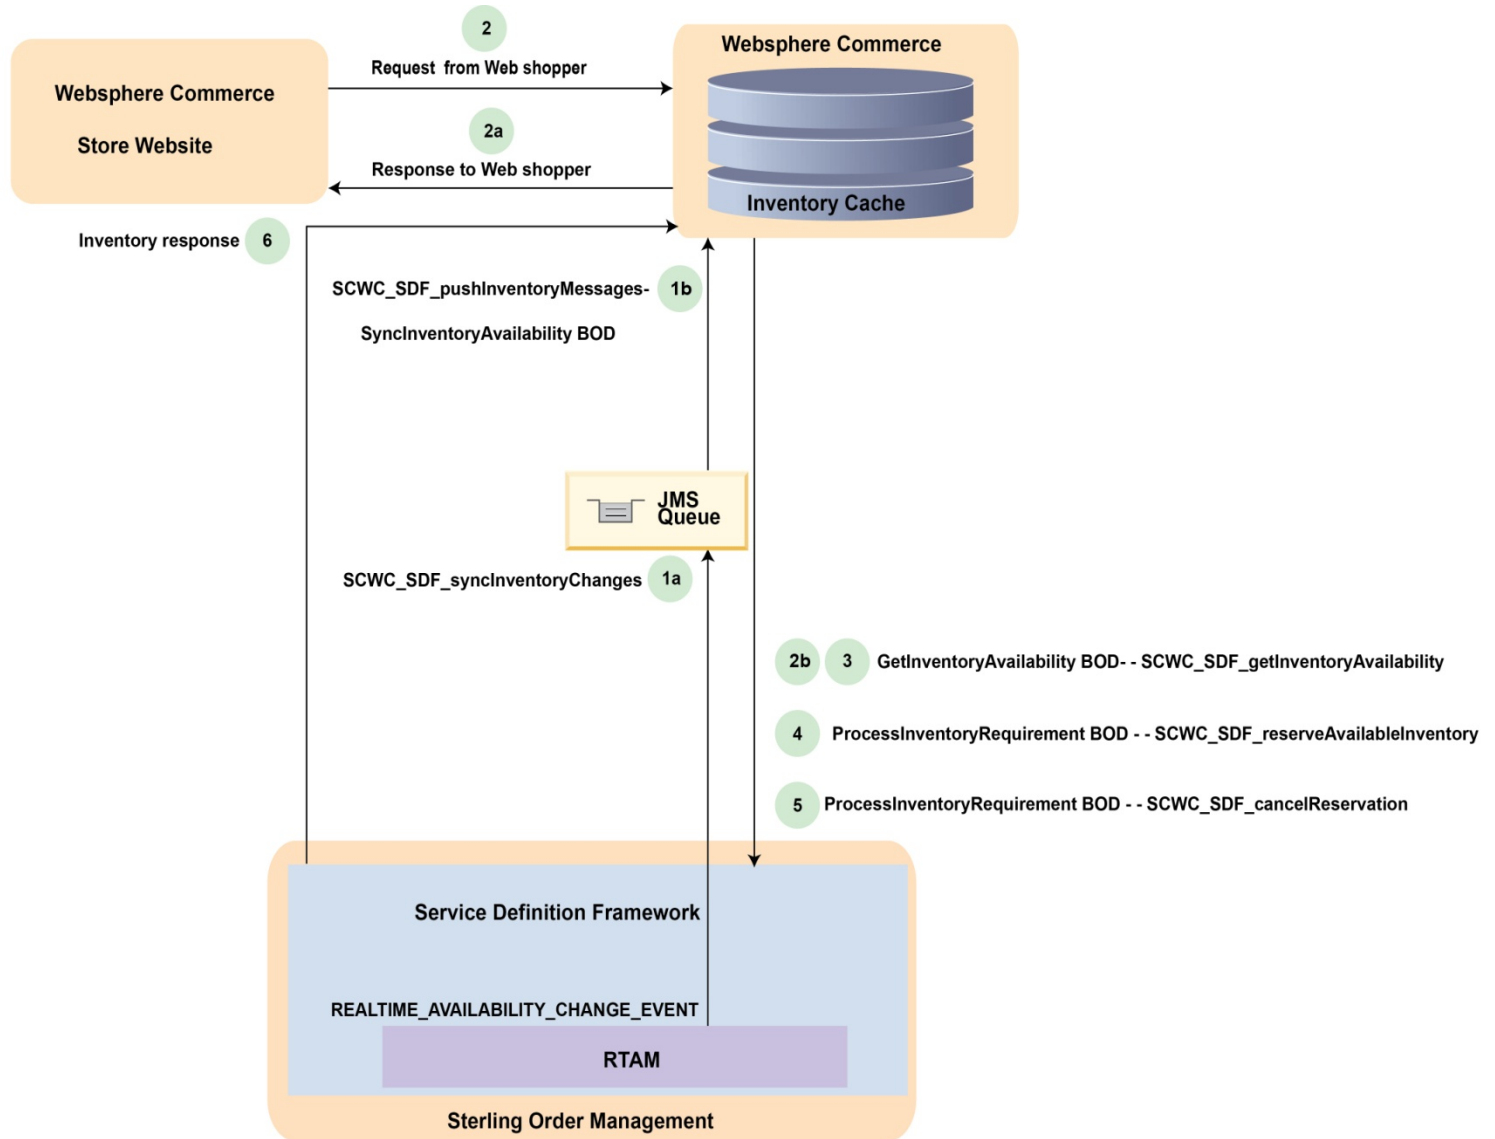 2
Request from Web shopper
Websphere Commerce
Store Website
Websphere Commerce
Inventory Cache
2a
Response to Web shopper
Inventory response 6
SCWC_SDF_pushInventoryMessages- 1b
SyncInventoryAvailability BOD
JMS
Queue
SCWC_SDF_syncInventoryChanges 1a
2b 3 GetInventoryAvailability BOD- - SCWC_SDF_getInventoryAvailability
4 ProcessInventoryRequirement BOD - - SCWC_SDF_reserveAvailableInventory
5 ProcessInventoryRequirement BOD - - SCWC_SDF_cancelReservation
Service Definition Framework
REALTIME_AVAILABILITY_CHANGE_EVENT
RTAM
Sterling Order Management